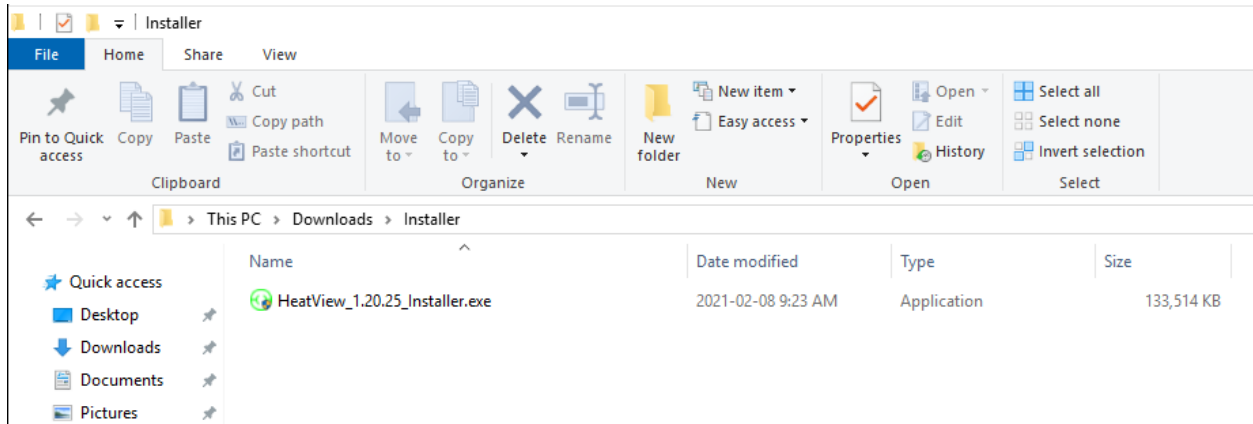 Installer
File Home Share View
Pin to Quick access
Copy
Paste
Cut
Copy path
Paste shortcut
Clipboard
Move to
Copy to
Delete
Rename
Organize
New folder
New item
Easy access
New
Properties
Open
Edit
History
Open
Select all
Select none
Invert selection
Select
This PC > Downloads > Installer
Name Date modified Type Size
HeatView_1.20.25_Installer.exe 2021-02-08 9:23 AM Application 133,514 KB
Quick access
Desktop
Downloads
Documents
Pictures